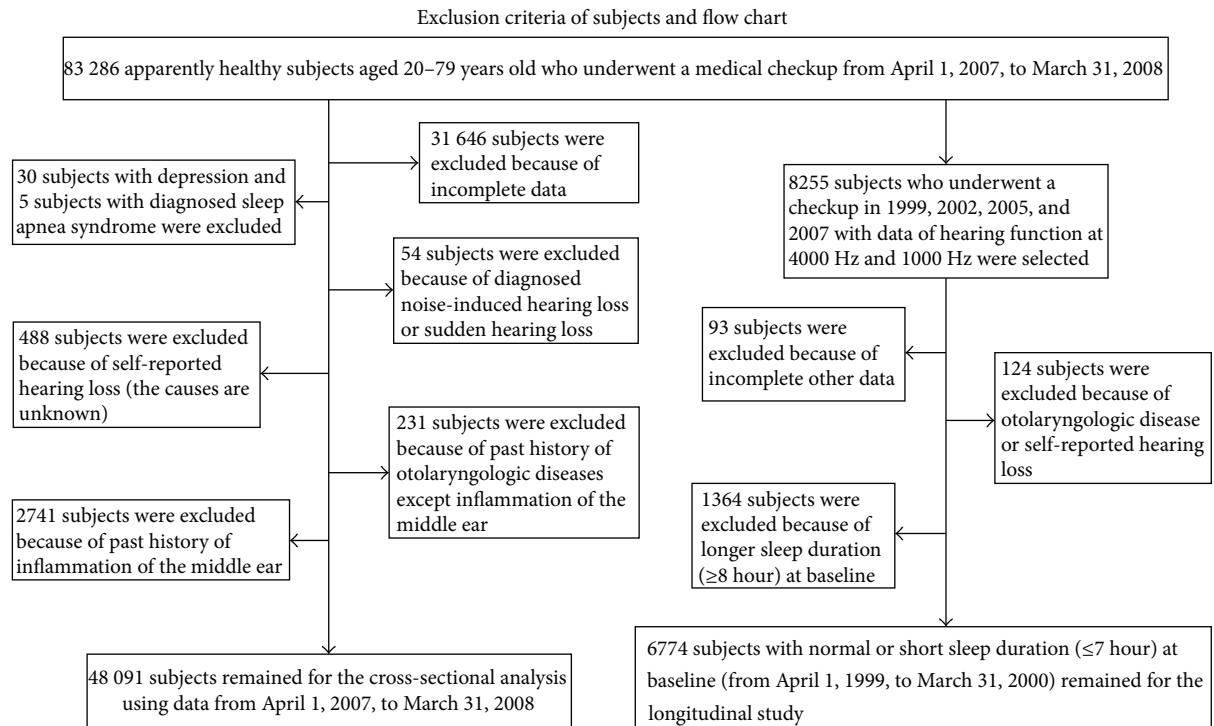 Exclusion criteria of subjects and flow chart
83 286 apparently healthy subjects aged 20–79 years old who underwent a medical checkup from April 1, 2007, to March 31, 2008
31 646 subjects were
excluded because of
incomplete data
30 subjects with depression and
5 subjects with diagnosed sleep
apnea syndrome were excluded
54 subjects were excluded
because of diagnosed
noise-induced hearing loss
or sudden hearing loss
488 subjects were excluded
because of self-reported
hearing loss (the causes are
unknown)
231 subjects were excluded
because of past history of
otolaryngologic diseases
except inflammation of the
middle ear
2741 subjects were excluded
because of past history of
inflammation of the middle ear
48 091 subjects remained for the cross-sectional analysis
using data from April 1, 2007, to March 31, 2008
8255 subjects who underwent a
checkup in 1999, 2002, 2005, and
2007 with data of hearing function at
4000 Hz and 1000 Hz were selected
93 subjects were
excluded because of
incomplete other data
124 subjects were
excluded because of
otolaryngologic disease
or self-reported hearing
loss
1364 subjects were
excluded because of
longer sleep duration
(≥8 hour) at baseline
6774 subjects with normal or short sleep duration (≤7 hour) at
baseline (from April 1, 1999, to March 31, 2000) remained for the
longitudinal study